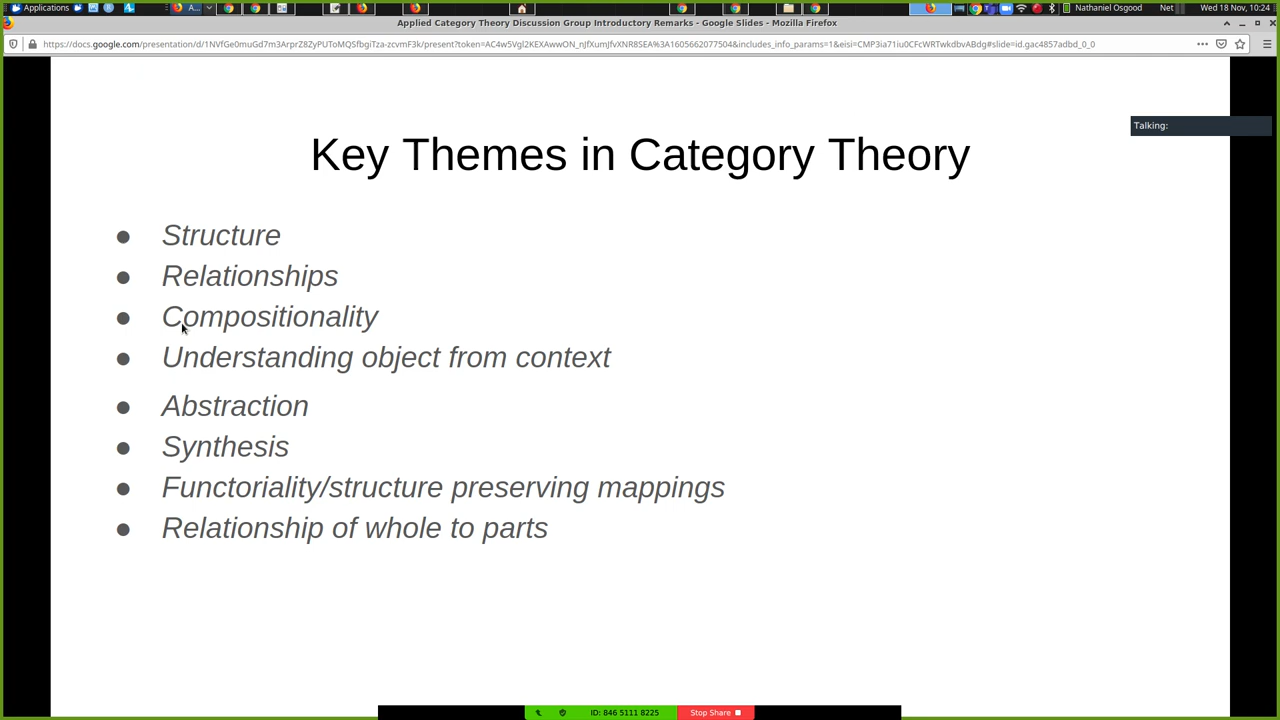 Applications
A...
Nathaniel Osgood
Net
Wed 18 Nov, 10:24
Applied Category Theory Discussion Group Introductory Remarks - Google Slides - Mozilla Firefox
Talking:
Key Themes in Category Theory
● Structure
● Relationships
● Compositionality
● Understanding object from context
● Abstraction
● Synthesis
● Functoriality/structure preserving mappings
● Relationship of whole to parts
ID: 846 5111 8225
Stop Share